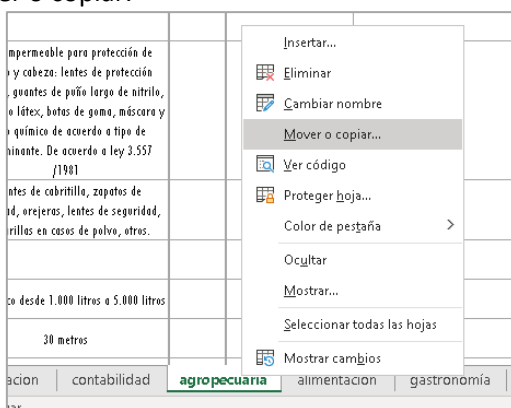 mpermeable para protección de
o y cabeza: lentes de protección
, guantes de puño largo de nitrilo,
o látex, botas de goma, máscara y
o químico de acuerdo a tipo de
ninante. De acuerdo a ley 3.557
/1981
ntes de cabritilla, zapatos de
ad, orejeras, lentes de seguridad,
rillas en casos de polvo, otros.
co desde 1.000 litros a 5.000 litros
30 metros
Insertar...
Eliminar
Cambiar nombre
Mover o copiar...
Ver código
Proteger hoja...
Color de pestaña
Ocultar
Mostrar...
Seleccionar todas las hojas
Mostrar cambios
acion contabilidad agropecuaria alimentación gastronomía